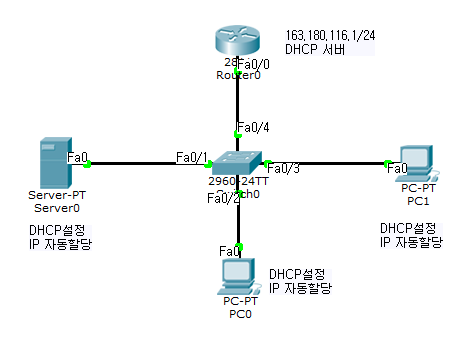 163,180,116,1/24
DHCP 서버
Fa0/0
Router0
Fa0/4
Fa0
Fa0/1
Fa0/3
Fa0
2960-24TT
Fa0/2
Server-PT
Server0
PC-PT
PC1
DHCP설정
IP 자동할당
DHCP설정
IP 자동할당
Fa0
PC-PT
PC0
DHCP설정
IP 자동할당